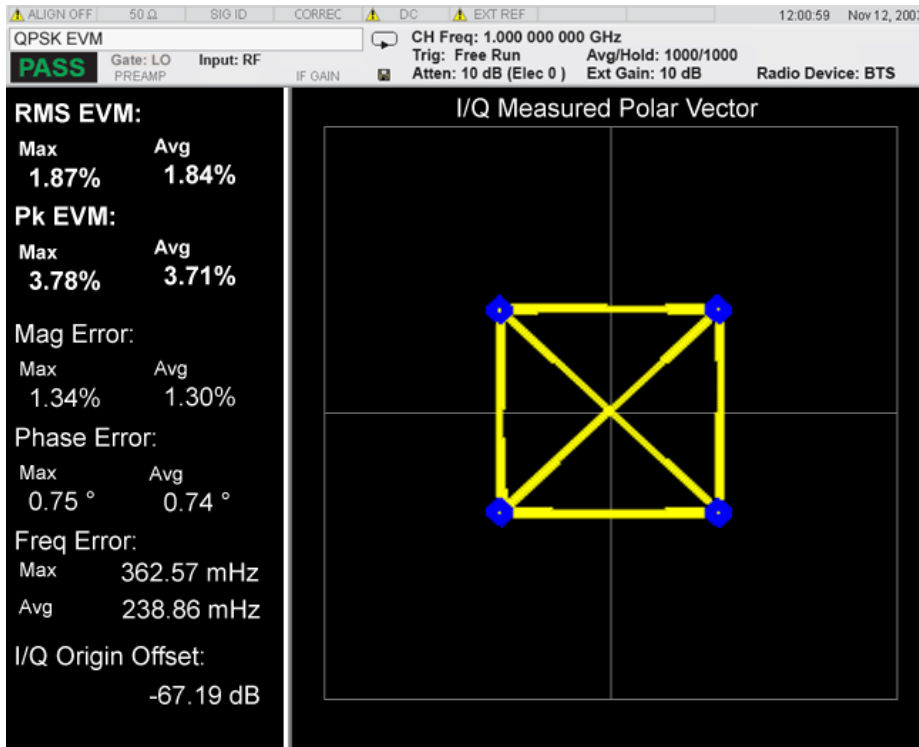 ALIGN OFF 50 Ω SIG ID CORREC DC EXT REF 12:00:59 Nov 12, 200
QPSK EVM
CH Freq: 1.000 000 000 GHz
Trig: Free Run Avg/Hold: 1000/1000
PASS Gate: LO Input: RF
PREAMP IF GAIN Atten: 10 dB (Elec 0 ) Ext Gain: 10 dB Radio Device: BTS
RMS EVM:
Max Avg
1.87% 1.84%
Pk EVM:
Max Avg
3.78% 3.71%
Mag Error:
Max Avg
1.34% 1.30%
Phase Error:
Max Avg
0.75 ° 0.74 °
Freq Error:
Max 362.57 mHz
Avg 238.86 mHz
I/Q Origin Offset:
-67.19 dB
I/Q Measured Polar Vector